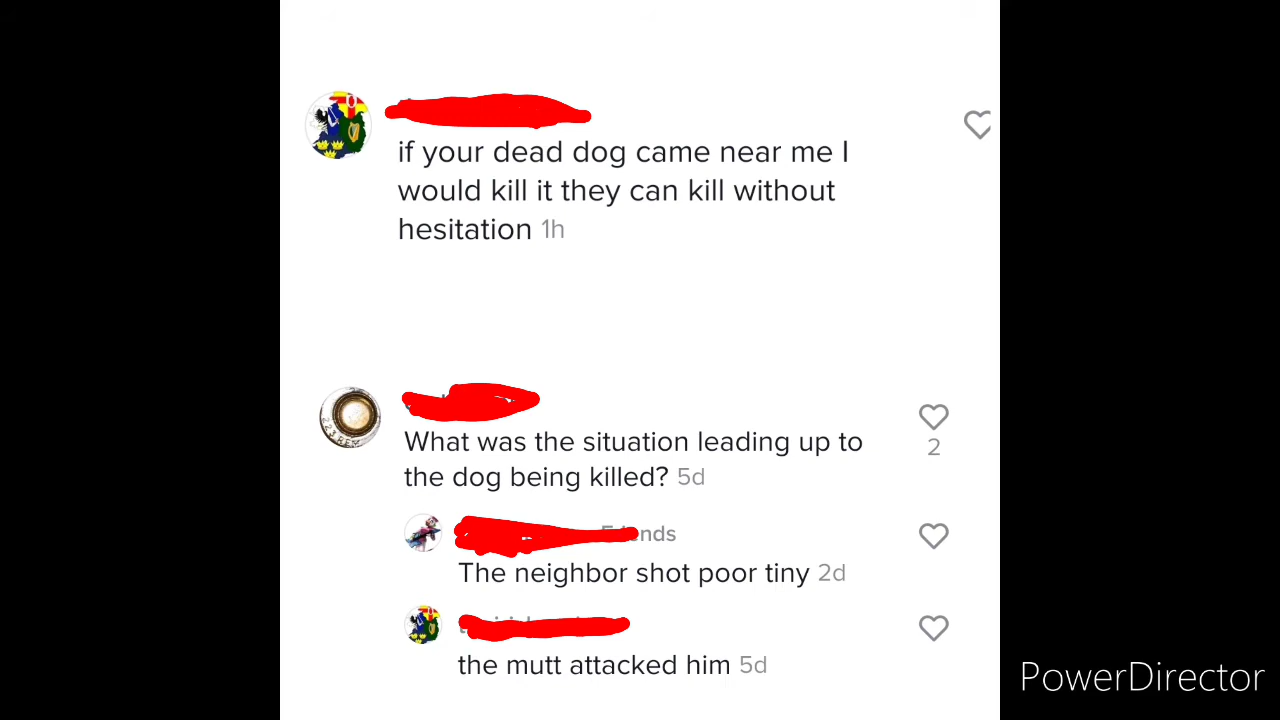 if your dead dog came near me I
would kill it they can kill without
hesitation 1h
What was the situation leading up to
the dog being killed? 5d
2
The neighbor shot poor tiny 2d
the mutt attacked him 5d
PowerDirector